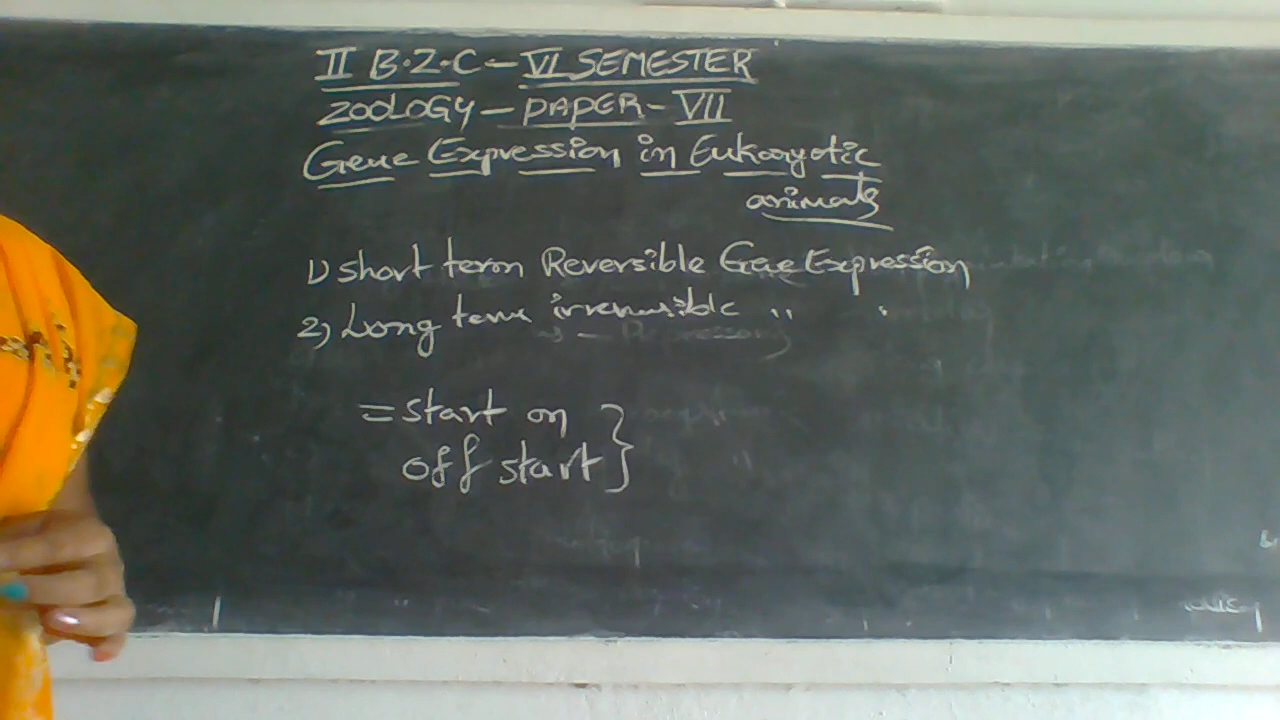 II B.Z.C - VI SEMESTER
ZOOLOGY - PAPER - VII
Gene Expression in Eukaryotic
animals
1) short term Reversible Gene Expression
2) Long term irreversible " "
= start on
off start }